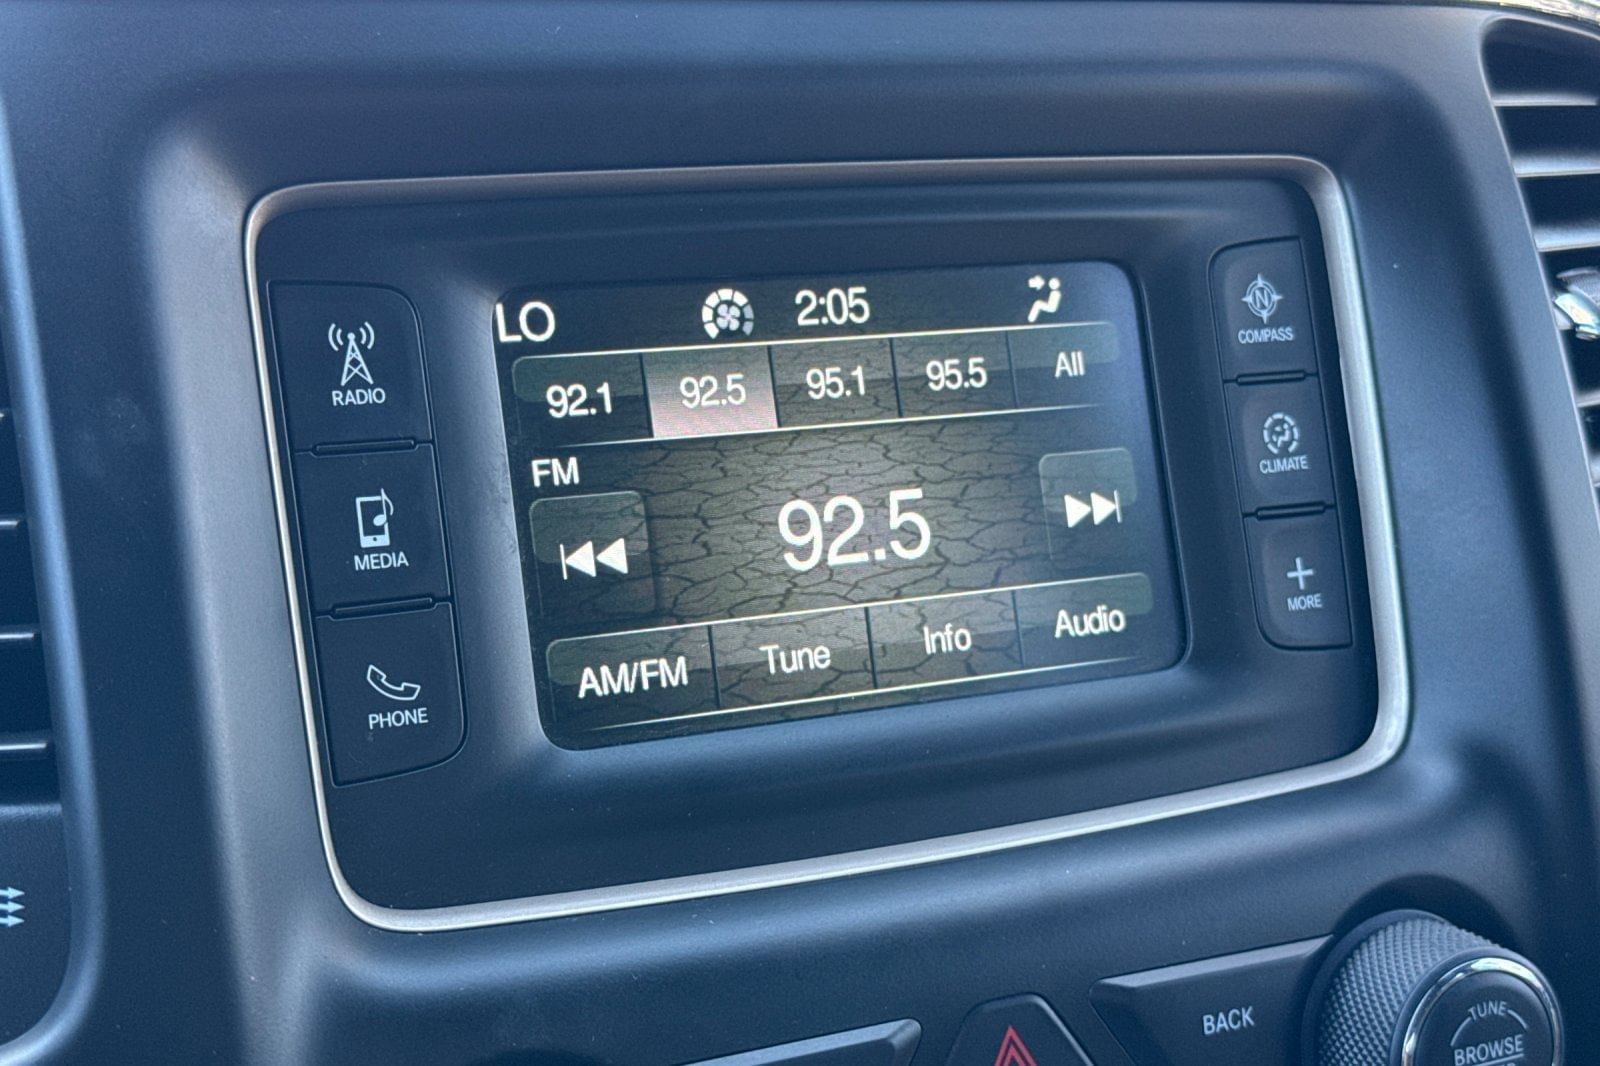 LO 2:05
92.1 92.5 95.1 95.5 All
FM
92.5
AM/FM Tune Info Audio
RADIO
MEDIA
PHONE
N
COMPASS
CLIMATE
MORE
BACK
TUNE
BROWSE